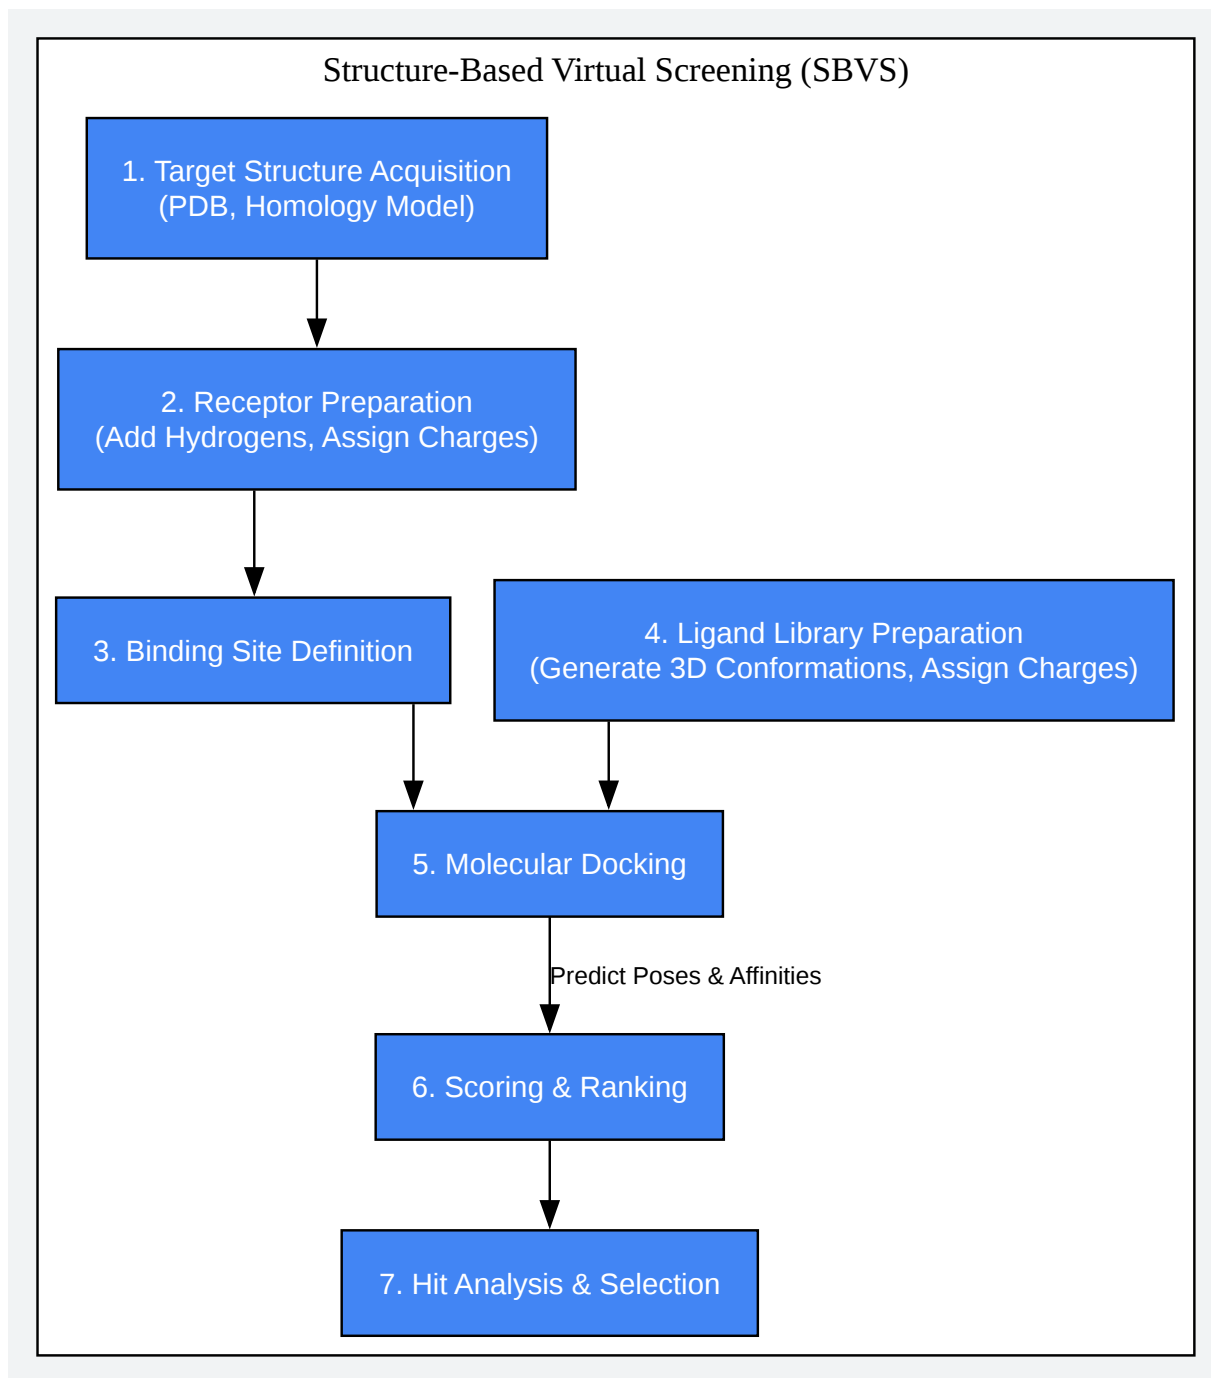 Structure-Based Virtual Screening (SBVS)
1. Target Structure Acquisition
(PDB, Homology Model)
2. Receptor Preparation
(Add Hydrogens, Assign Charges)
3. Binding Site Definition
4. Ligand Library Preparation
(Generate 3D Conformations, Assign Charges)
5. Molecular Docking
Predict Poses & Affinities
6. Scoring & Ranking
7. Hit Analysis & Selection